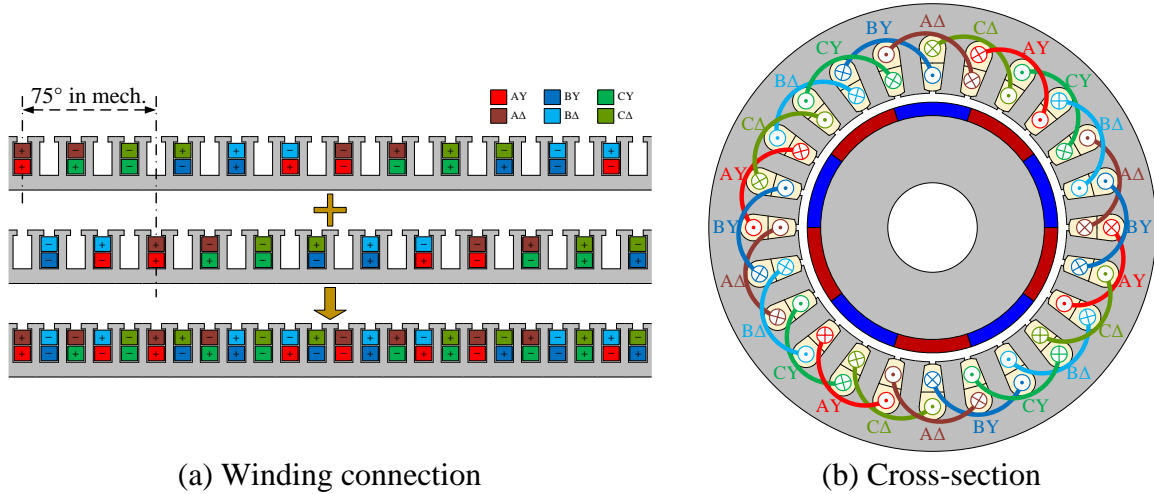 75° in mech.
AY BY CY
AΔ BΔ CΔ
+ − − + + − − − + − − −
+ + − − + − − + + − + +
− − + − − + + − − + + −
− + + + − − − + + + − −
(a) Winding connection
AΔ
CΔ
AY
CY
BΔ
AΔ
BY
AY
CΔ
BΔ
CY
BY
AΔ
CΔ
AY
CY
BΔ
AΔ
BY
AY
CΔ
BΔ
CY
BY
(b) Cross-section